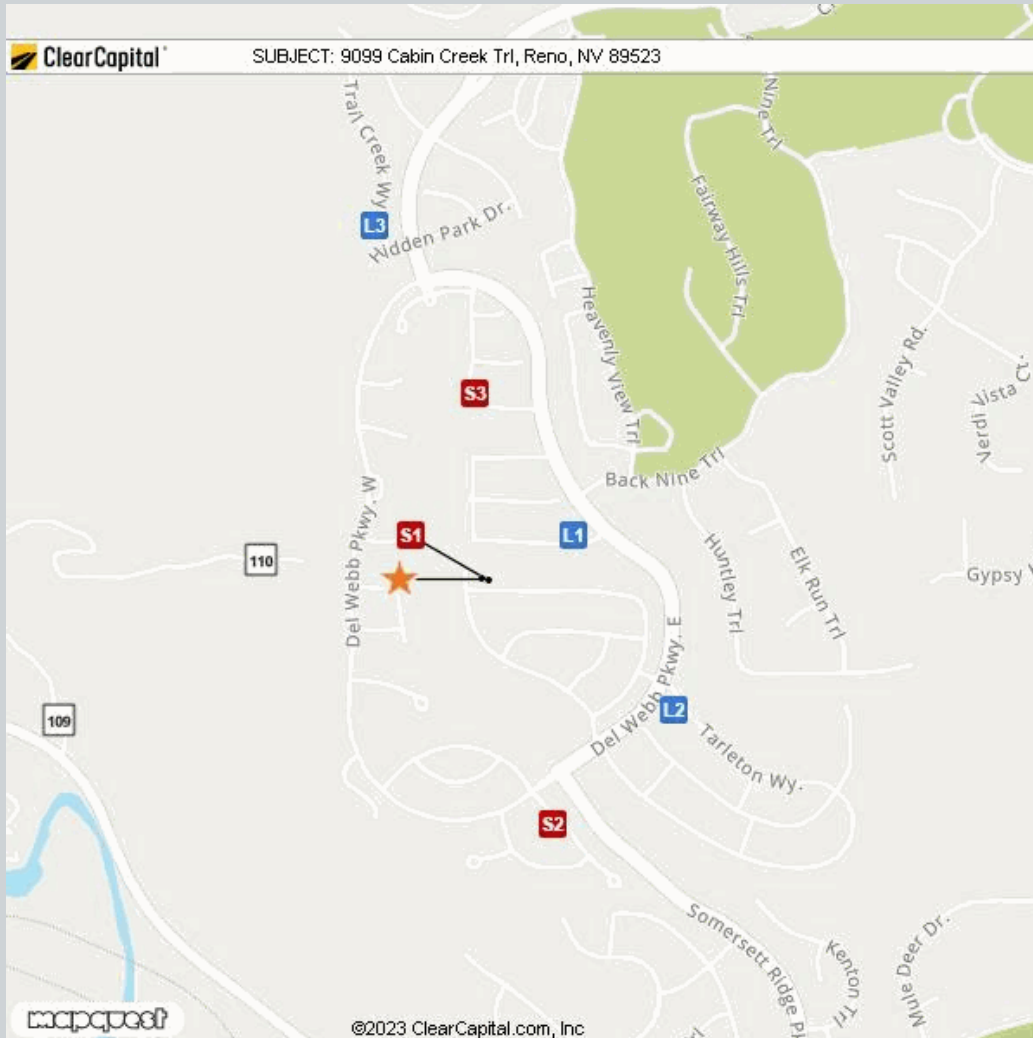 ClearCapital
SUBJECT: 9099 Cabin Creek Trl, Reno, NV 89523
Trail Creek Wy
Nine Trl
Fairway Hills Trl
L3
Hidden Park Dr.
Heavenly View Trl
Scott Valley Rd.
Verdi Vista Ct.
S3
Back Nine Trl
Del Webb Pkwy. W
S1
L1
110
Huntley Trl
Elk Run Trl
Gypsy
Del Webb Pkwy. E
109
L2
Tarleton Wy.
S2
Somersett Ridge
Kenton Trl
Mule Deer Dr.
mapquest
©2023 ClearCapital.com, Inc